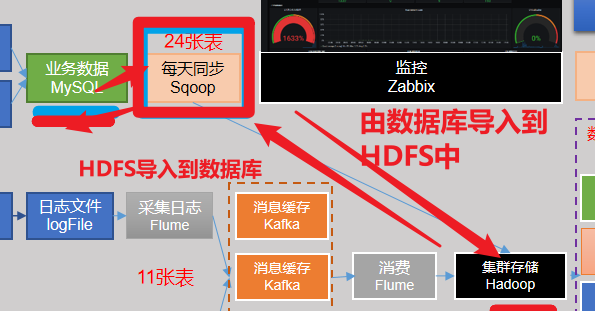 24张表
业务数据
MySQL
每天同步
Sqoop
1633%
0%
监控
Zabbix
由数据库导入到
HDFS中
HDFS导入到数据库
日志文件
logFile
采集日志
Flume
消息缓存
Kafka
11张表
消息缓存
Kafka
消费
Flume
集群存储
Hadoop